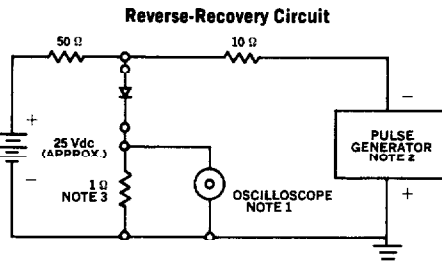 Reverse-Recovery Circuit
50 Ω
10 Ω
+
25 Vdc
(APPROX.)
−
1 Ω
NOTE 3
OSCILLOSCOPE
NOTE 1
−
PULSE
GENERATOR
NOTE 2
+